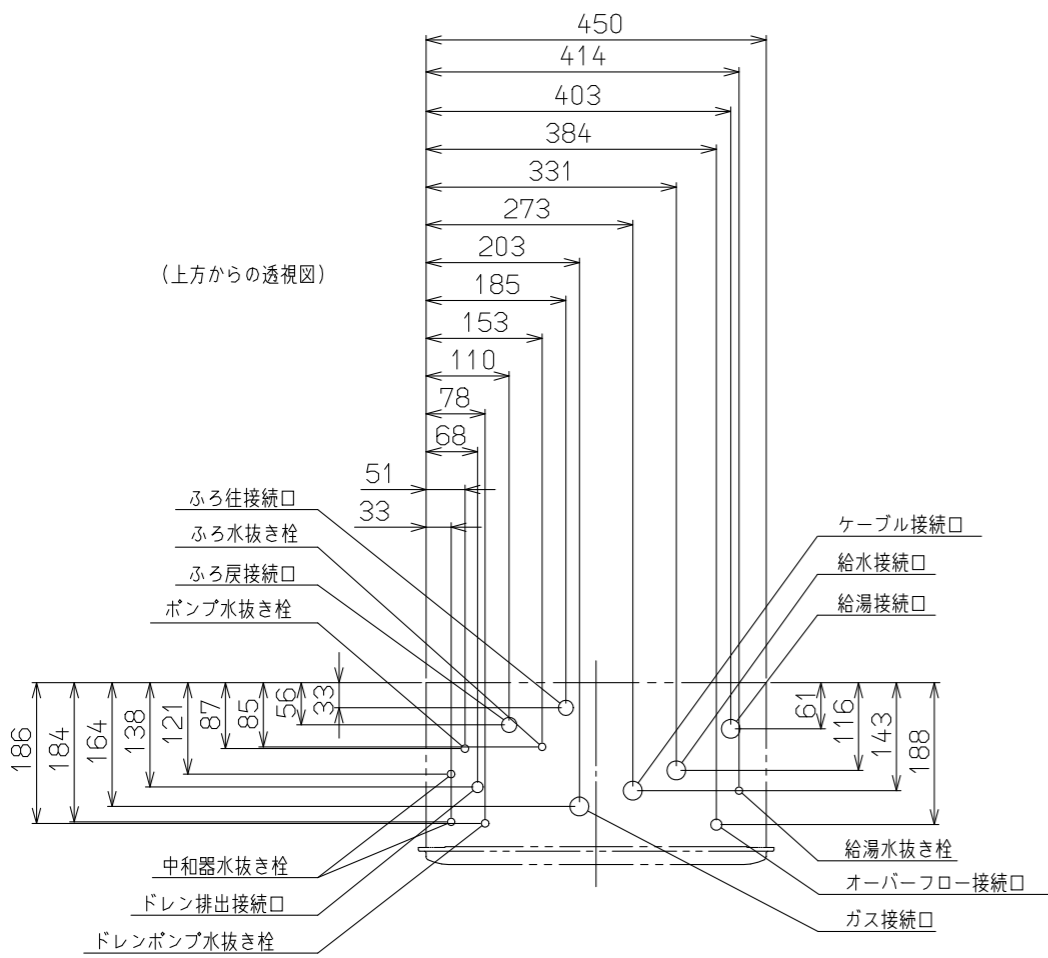 450
414
403
384
331
273
203
(上方からの透視図)
185
153
110
78
68
51
33
ふろ往接続口
ふろ水抜き栓
ふろ戻接続口
ポンプ水抜き栓
ケーブル接続口
給水接続口
給湯接続口
186
184
164
138
121
87
85
56
33
61
116
143
188
中和器水抜き栓
ドレン排出接続口
ドレンポンプ水抜き栓
給湯水抜き栓
オーバーフロー接続口
ガス接続口